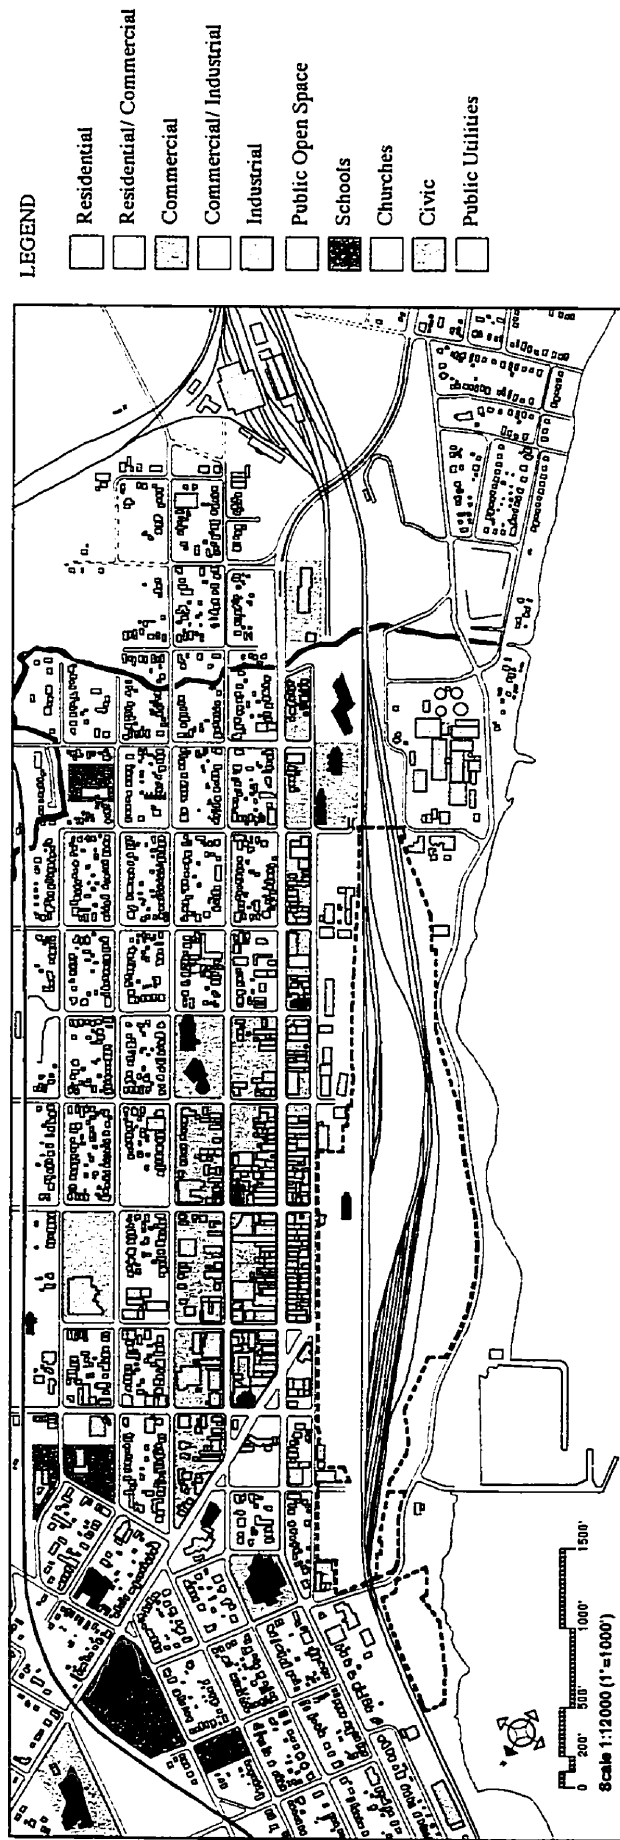 LEGEND
Residential
Residential/ Commercial
Commercial
Commercial/ Industrial
Industrial
Public Open Space
Schools
Churches
Civic
Public Utilities
0 200' 500' 1000' 1500'
Scale 1:12000 (1"=1000')